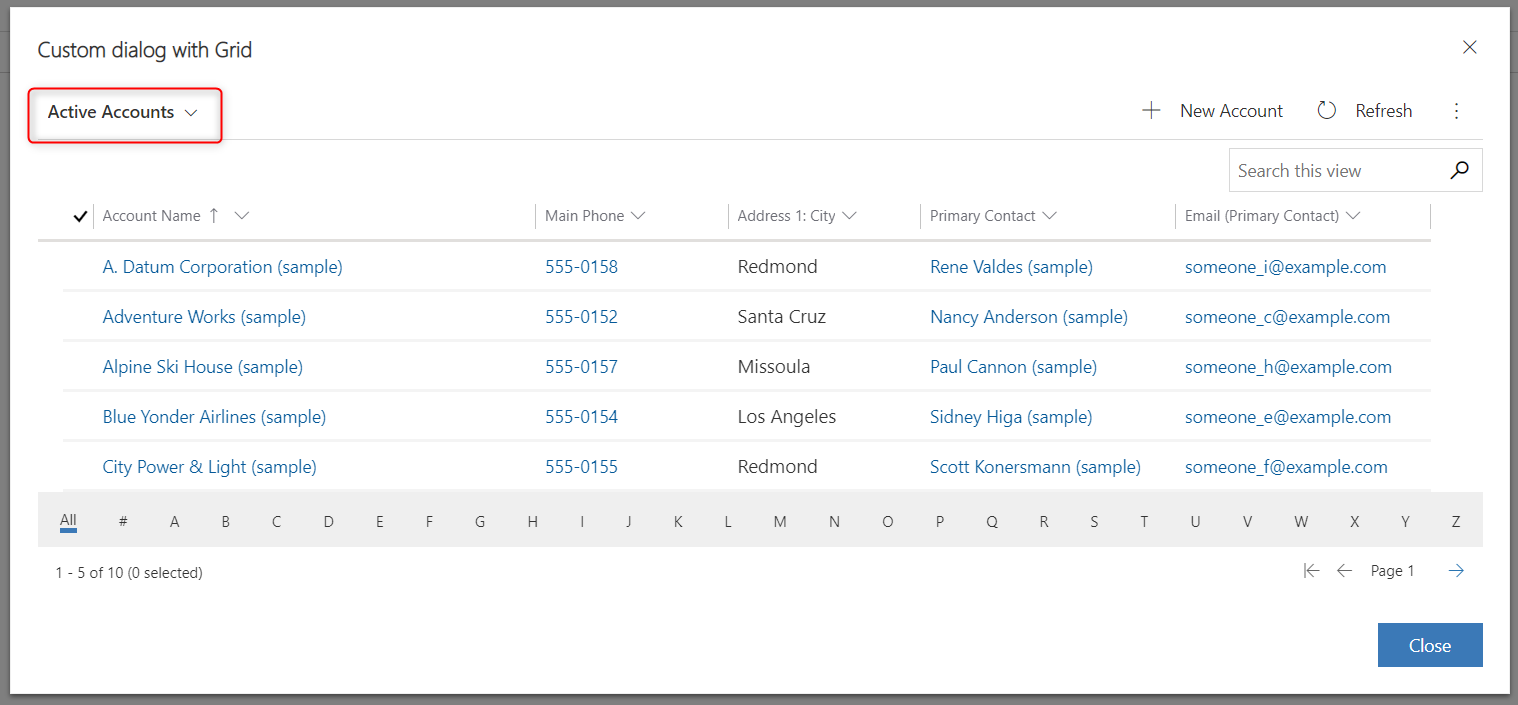 Custom dialog with Grid
Active Accounts
New Account Refresh
Search this view
Account Name Main Phone Address 1: City Primary Contact Email (Primary Contact)
A. Datum Corporation (sample) 555-0158 Redmond Rene Valdes (sample) someone_i@example.com
Adventure Works (sample) 555-0152 Santa Cruz Nancy Anderson (sample) someone_c@example.com
Alpine Ski House (sample) 555-0157 Missoula Paul Cannon (sample) someone_h@example.com
Blue Yonder Airlines (sample) 555-0154 Los Angeles Sidney Higa (sample) someone_e@example.com
City Power & Light (sample) 555-0155 Redmond Scott Konersmann (sample) someone_f@example.com
All # A B C D E F G H I J K L M N O P Q R S T U V W X Y Z
1 - 5 of 10 (0 selected) Page 1
Close